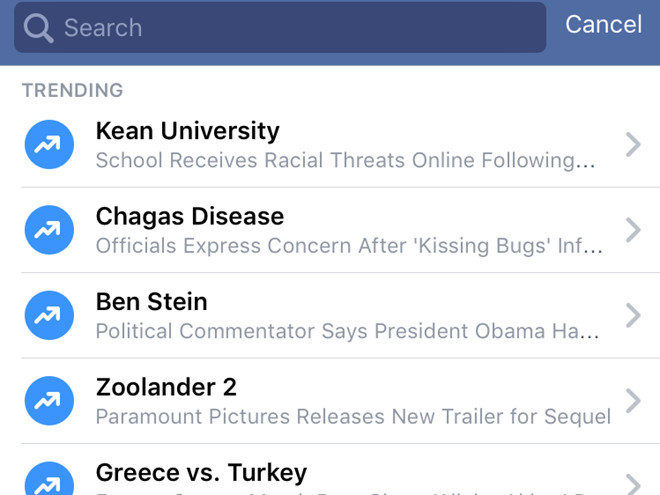 Search
Cancel
TRENDING
Kean University
School Receives Racial Threats Online Following...
Chagas Disease
Officials Express Concern After 'Kissing Bugs' Inf...
Ben Stein
Political Commentator Says President Obama Ha...
Zoolander 2
Paramount Pictures Releases New Trailer for Sequel
Greece vs. Turkey